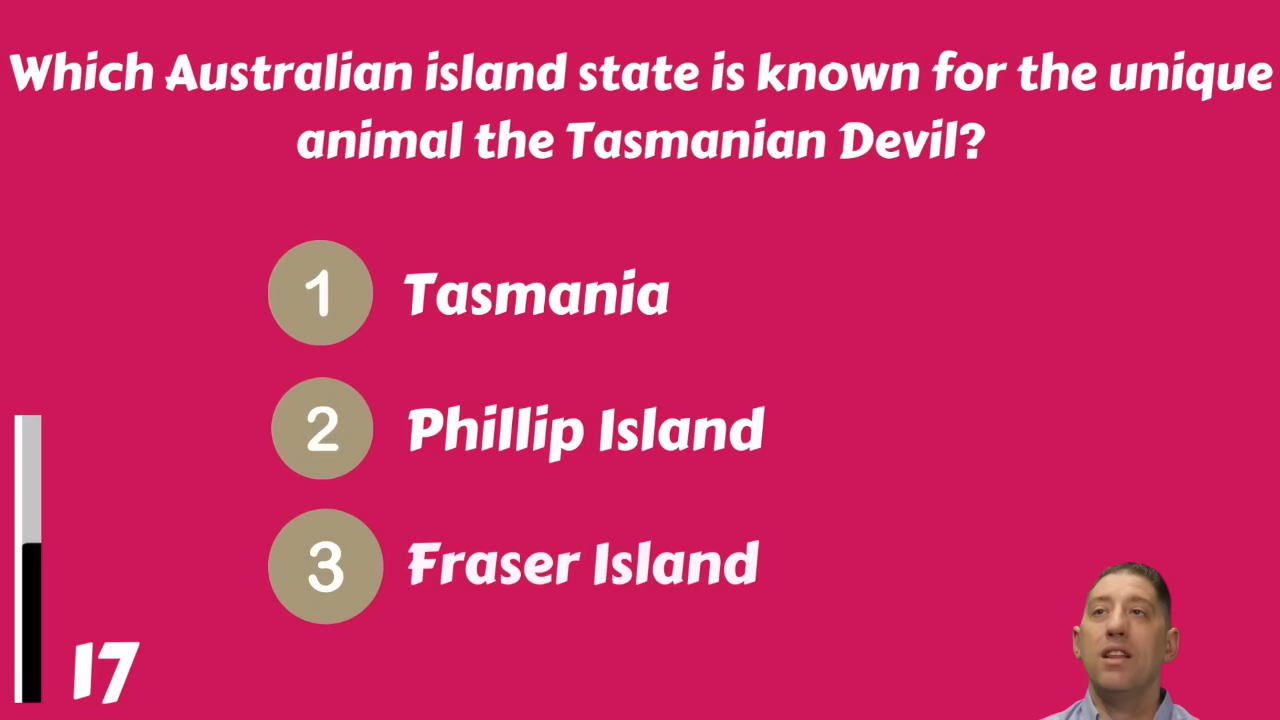 Which Australian island state is known for the unique
animal the Tasmanian Devil?
1 Tasmania
2 Phillip Island
3 Fraser Island
17